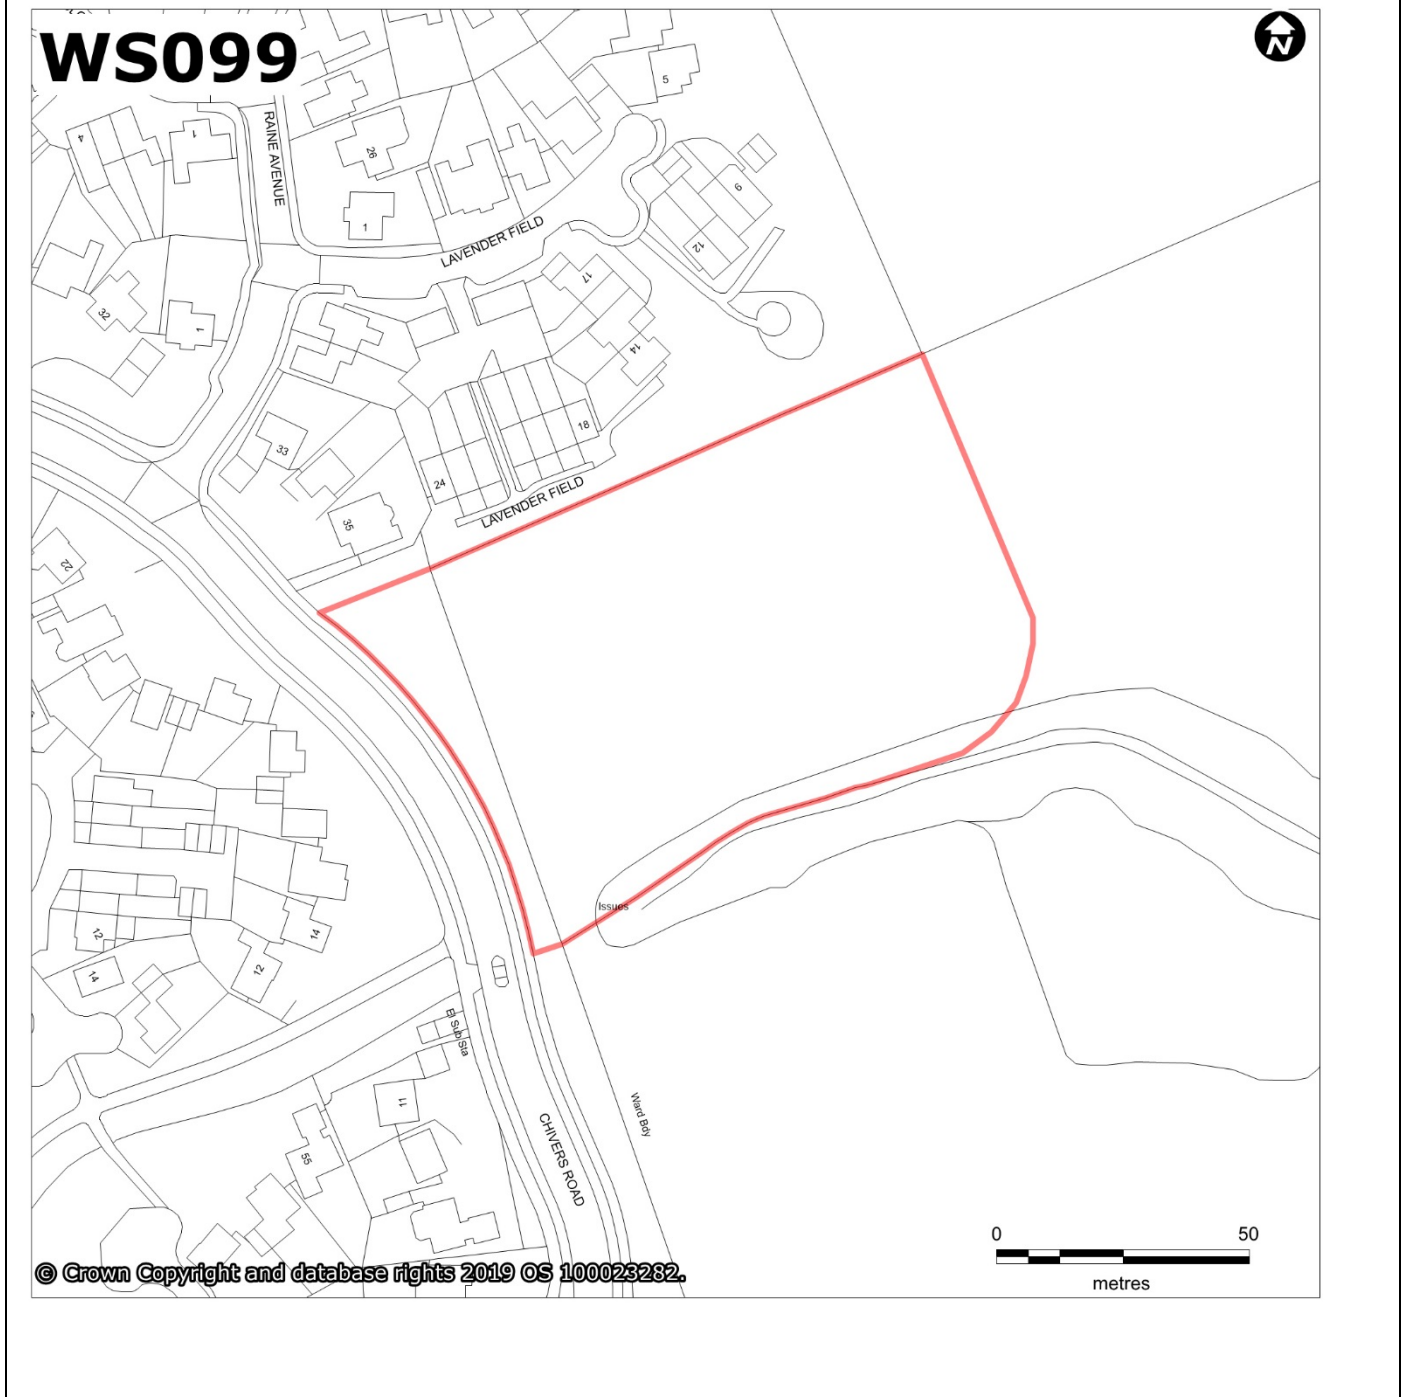 WS099
N
5
4
1
RAINE AVENUE
26
1
9
LAVENDER FIELD
12
17
32
1
14
18
33
24
LAVENDER FIELD
35
22
Issues
12
14
14
12
El Sub Sta
11
Ward Bdy
CHIVERS ROAD
55
0 50
metres
© Crown Copyright and database rights 2019 OS 100023282.